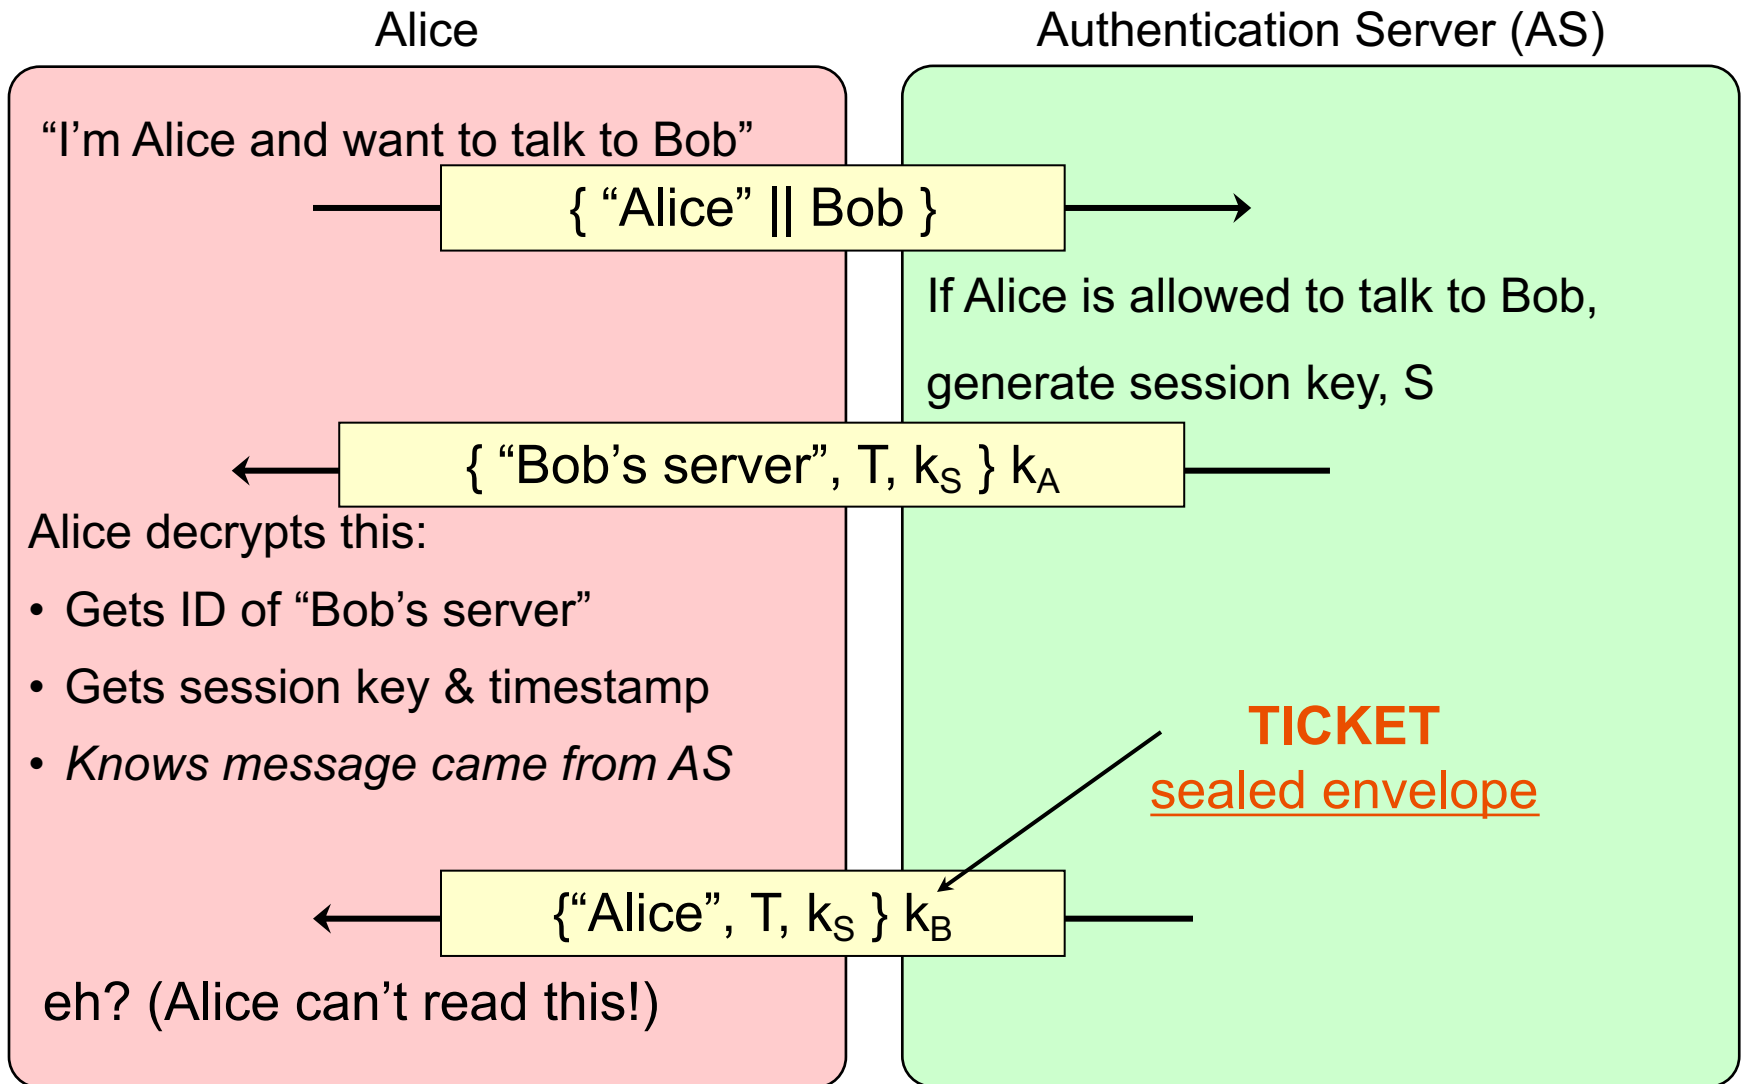 Alice
Authentication Server (AS)
“I’m Alice and want to talk to Bob”
{ “Alice” || Bob }
If Alice is allowed to talk to Bob,
generate session key, S
{ “Bob’s server”, T, kS } kA
Alice decrypts this:
• Gets ID of “Bob’s server”
• Gets session key & timestamp
• Knows message came from AS
TICKET
sealed envelope
{“Alice”, T, kS } kB
eh? (Alice can’t read this!)